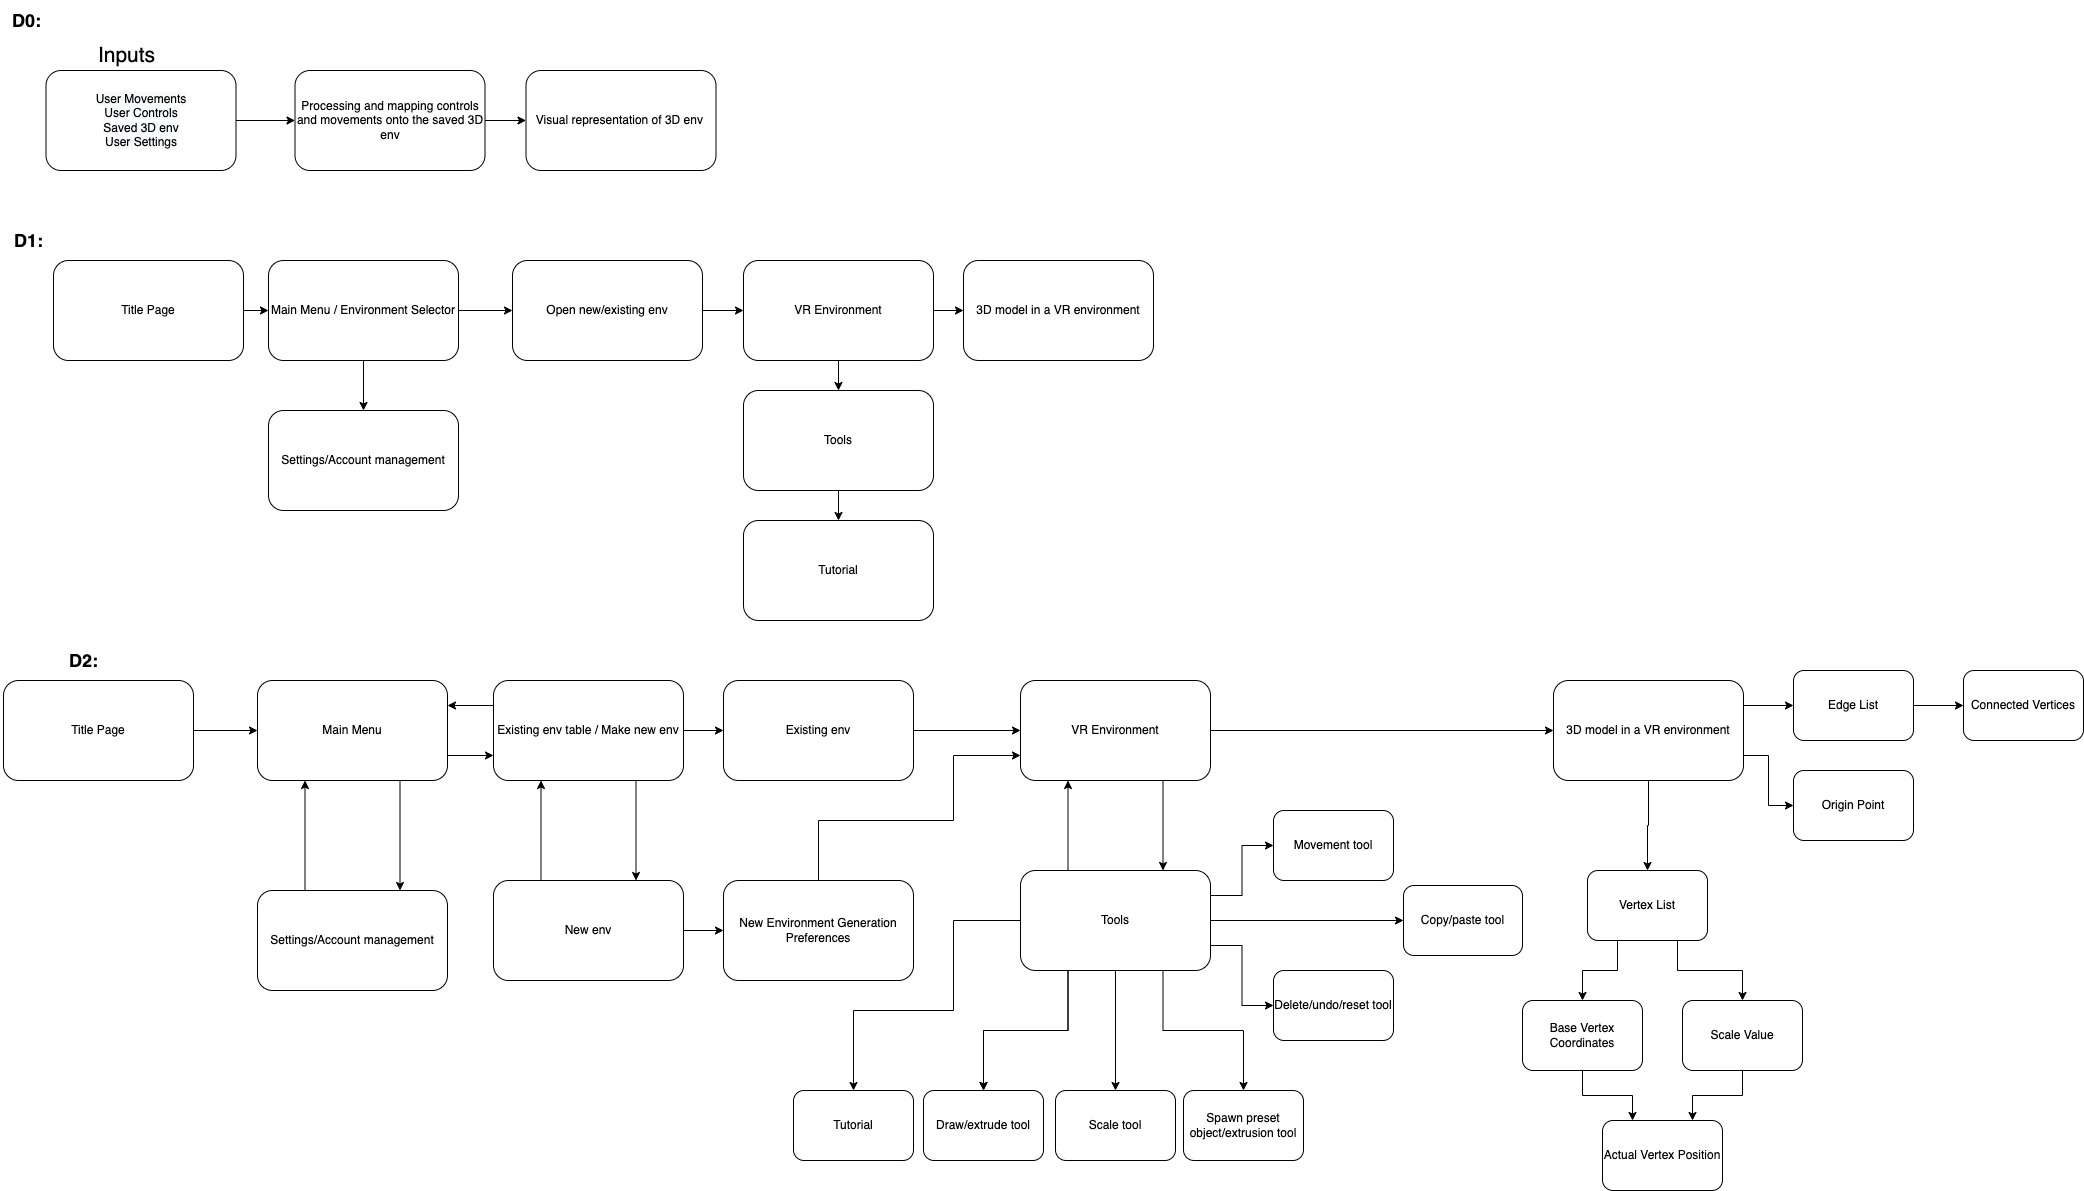 D0:
Inputs
User Movements
User Controls
Saved 3D env
User Settings
Processing and mapping controls
and movements onto the saved 3D
env
Visual representation of 3D env
D1:
Title Page
Main Menu / Environment Selector
Open new/existing env
VR Environment
3D model in a VR environment
Settings/Account management
Tools
Tutorial
D2:
Title Page
Main Menu
Existing env table / Make new env
Existing env
VR Environment
3D model in a VR environment
Edge List
Connected Vertices
Origin Point
Movement tool
Settings/Account management
New env
New Environment Generation
Preferences
Tools
Copy/paste tool
Vertex List
Delete/undo/reset tool
Base Vertex
Coordinates
Scale Value
Tutorial
Draw/extrude tool
Scale tool
Spawn preset
object/extrusion tool
Actual Vertex Position